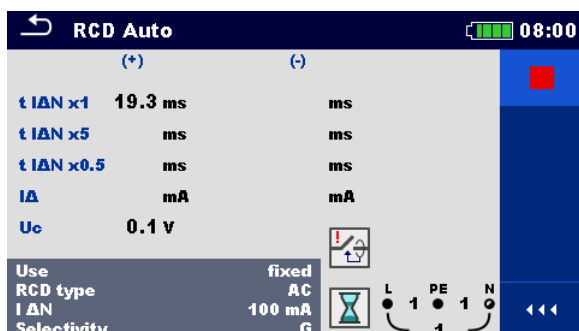 RCD Auto 08:00
(+) (-)
t IΔN x1 19.3 ms ms
t IΔN x5 ms ms
t IΔN x0.5 ms ms
IΔ mA mA
Uc 0.1 V
Use fixed
RCD type AC
I ΔN 100 mA
Selectivity G
L PE N
1 1
1